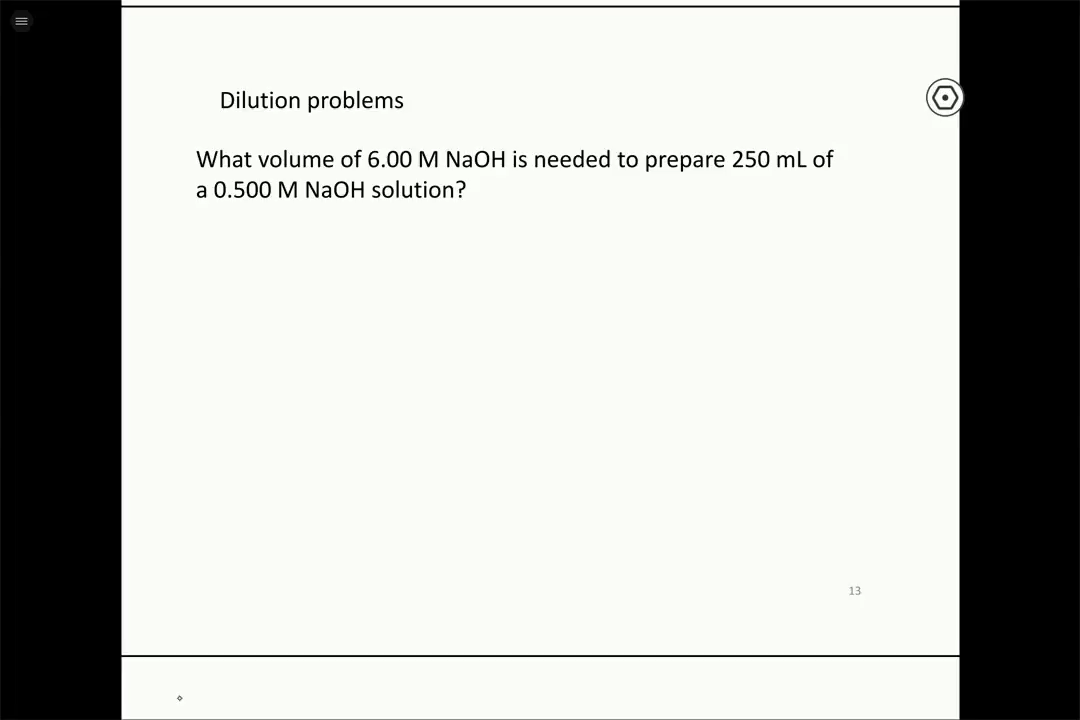 Dilution problems
What volume of 6.00 M NaOH is needed to prepare 250 mL of
a 0.500 M NaOH solution?
13